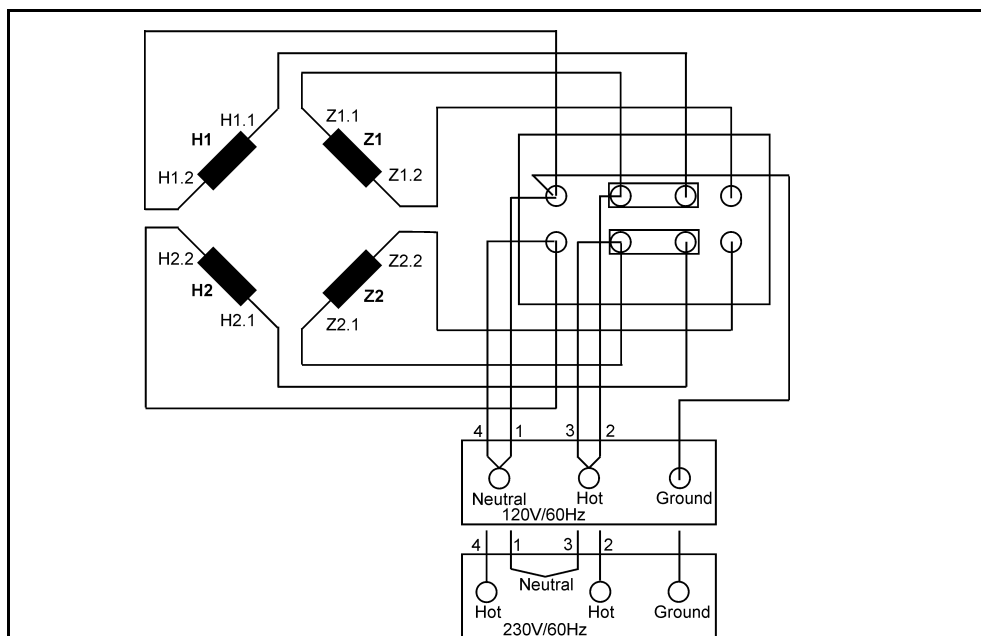 H1.1
H1
H1.2
Z1.1
Z1
Z1.2
H2.2
H2
H2.1
Z2.2
Z2
Z2.1
4 1 3 2
Neutral Hot Ground
120V/60Hz
4 1 3 2
Neutral
Hot Hot Ground
230V/60Hz